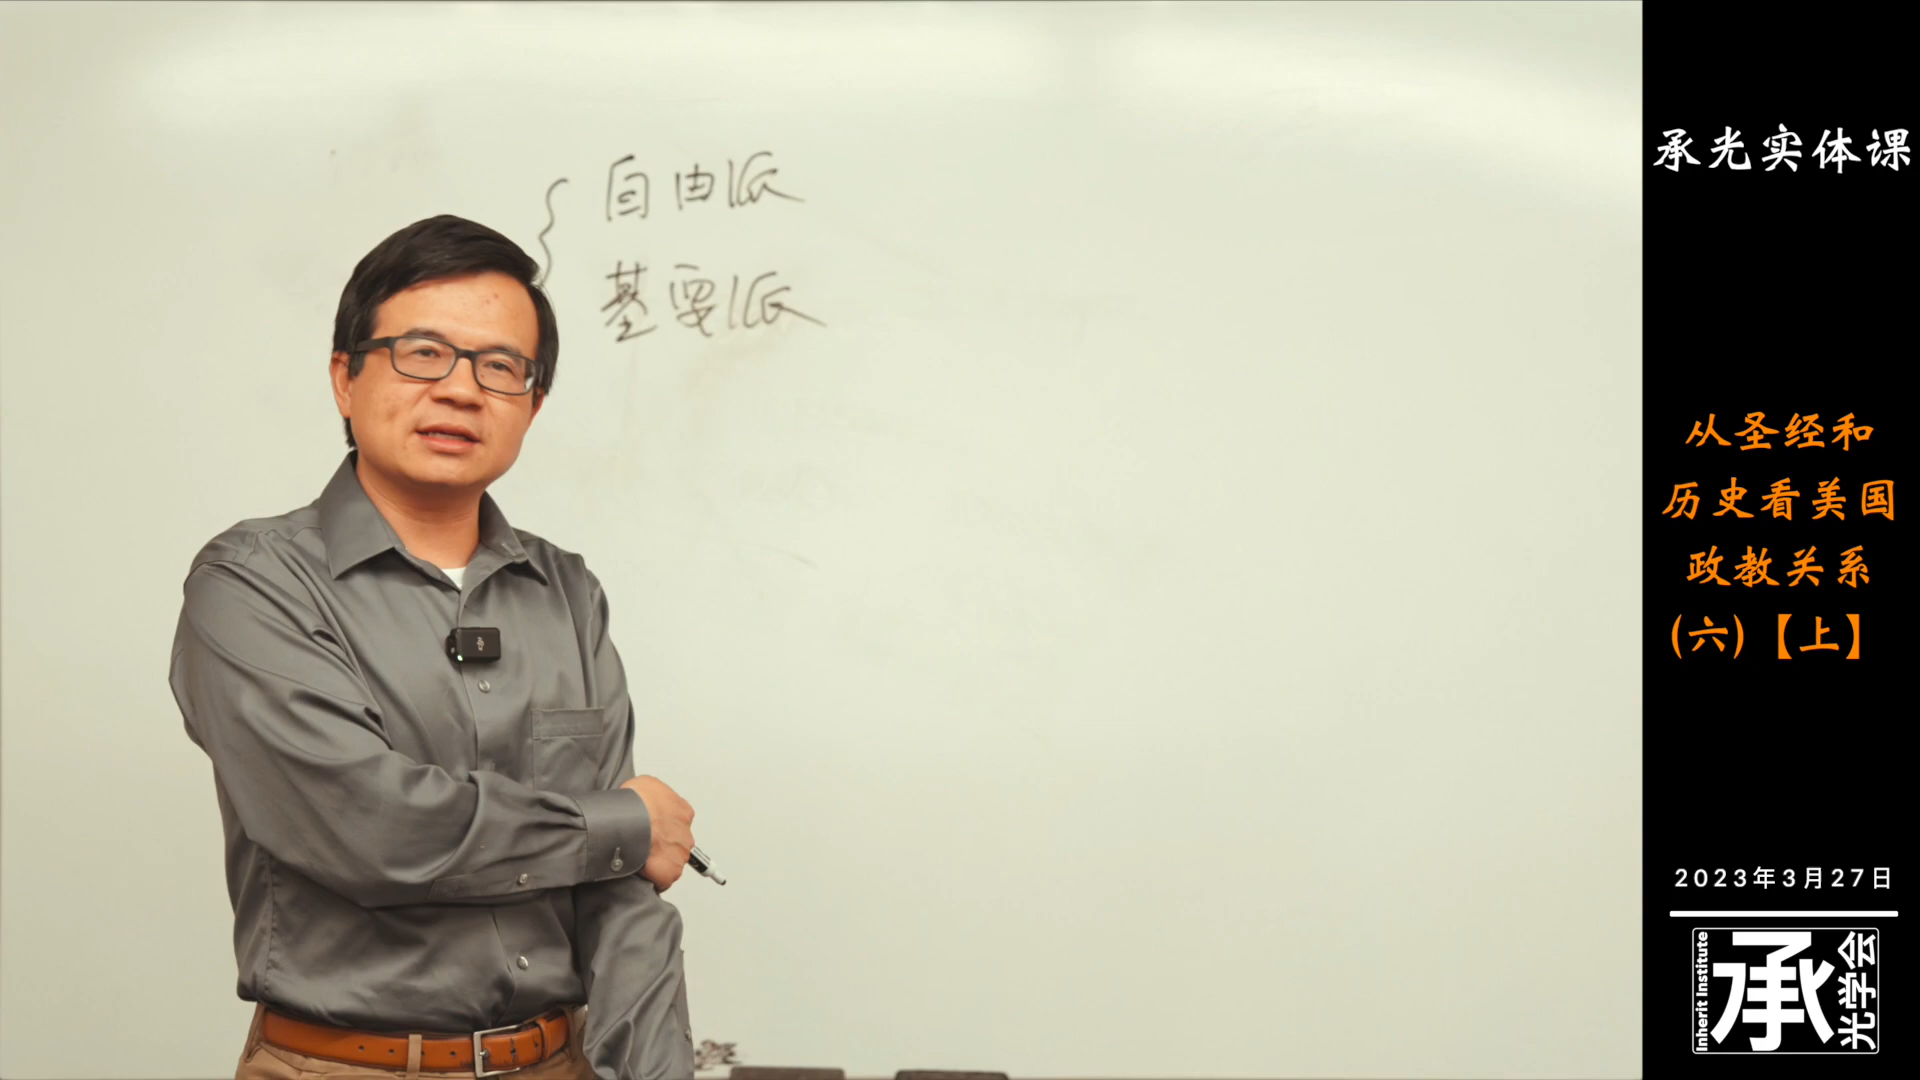 自由派
基要派
承光实体课
从圣经和
历史看美国
政教关系
(六)【上】
2023年3月27日
Inherit Institute
承
光学会